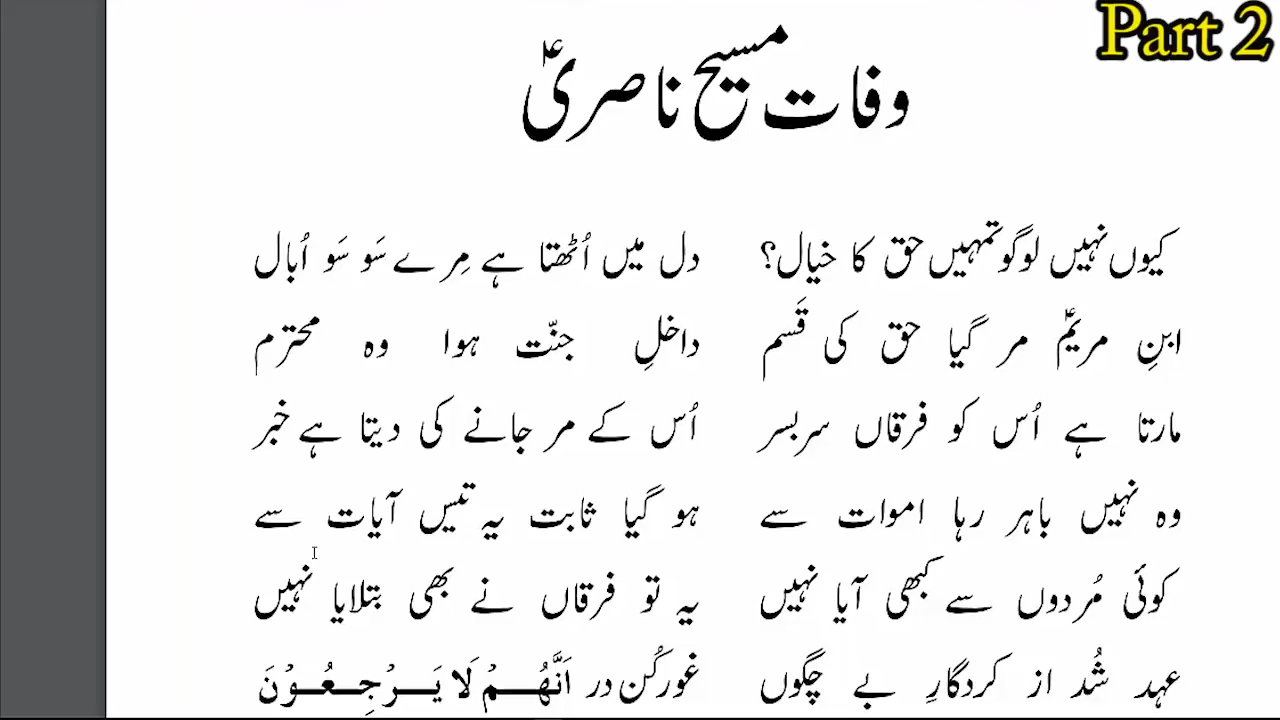 Part 2
وفات مسیح ناصریؑ
کیوں نہیں لوگو تمہیں حق کا خیال؟ دل میں اُٹھتا ہے مِرے سَو سَو اُبال
ابنِ مریمؑ مر گیا حق کی قَسم داخلِ جنّت ہوا وہ محترم
مارتا ہے اُس کو فرقاں سربسر اُس کے مر جانے کی دیتا ہے خبر
وہ نہیں باہر رہا اموات سے ہو گیا ثابت یہ تیس آیات سے
کوئی مُردوں سے کبھی آیا نہیں یہ تو فرقاں نے بھی بتلایا نہیں
عہد شُد از کردگارِ بے چگوں غور کُن در اَنَّهُمْ لَا يَرْجِعُوْنَ